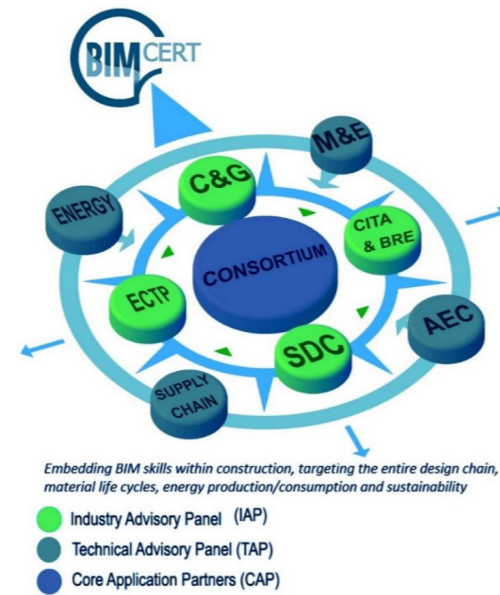 BIMCERT
M&E
C&G
ENERGY
CITA
& BRE
CONSORTIUM
ECTP
AEC
SDC
SUPPLY
CHAIN
Embedding BIM skills within construction, targeting the entire design chain,
material life cycles, energy production/consumption and sustainability
Industry Advisory Panel (IAP)
Technical Advisory Panel (TAP)
Core Application Partners (CAP)